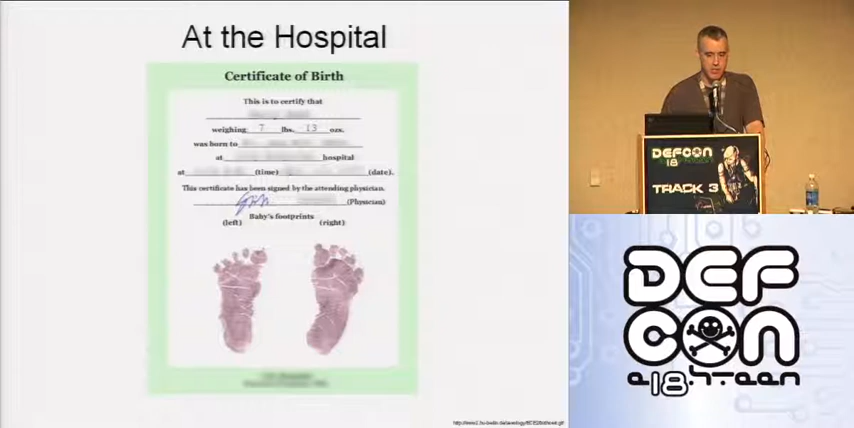 At the Hospital
Certificate of Birth
This is to certify that
weighing 7 lbs. 13 ozs.
was born to
at hospital
at (time) (date).
This certificate has been signed by the attending physician.
(Physician)
Baby's footprints
(left) (right)
DEFCON
18
TRACK 3
DEF
CON
e18hteen